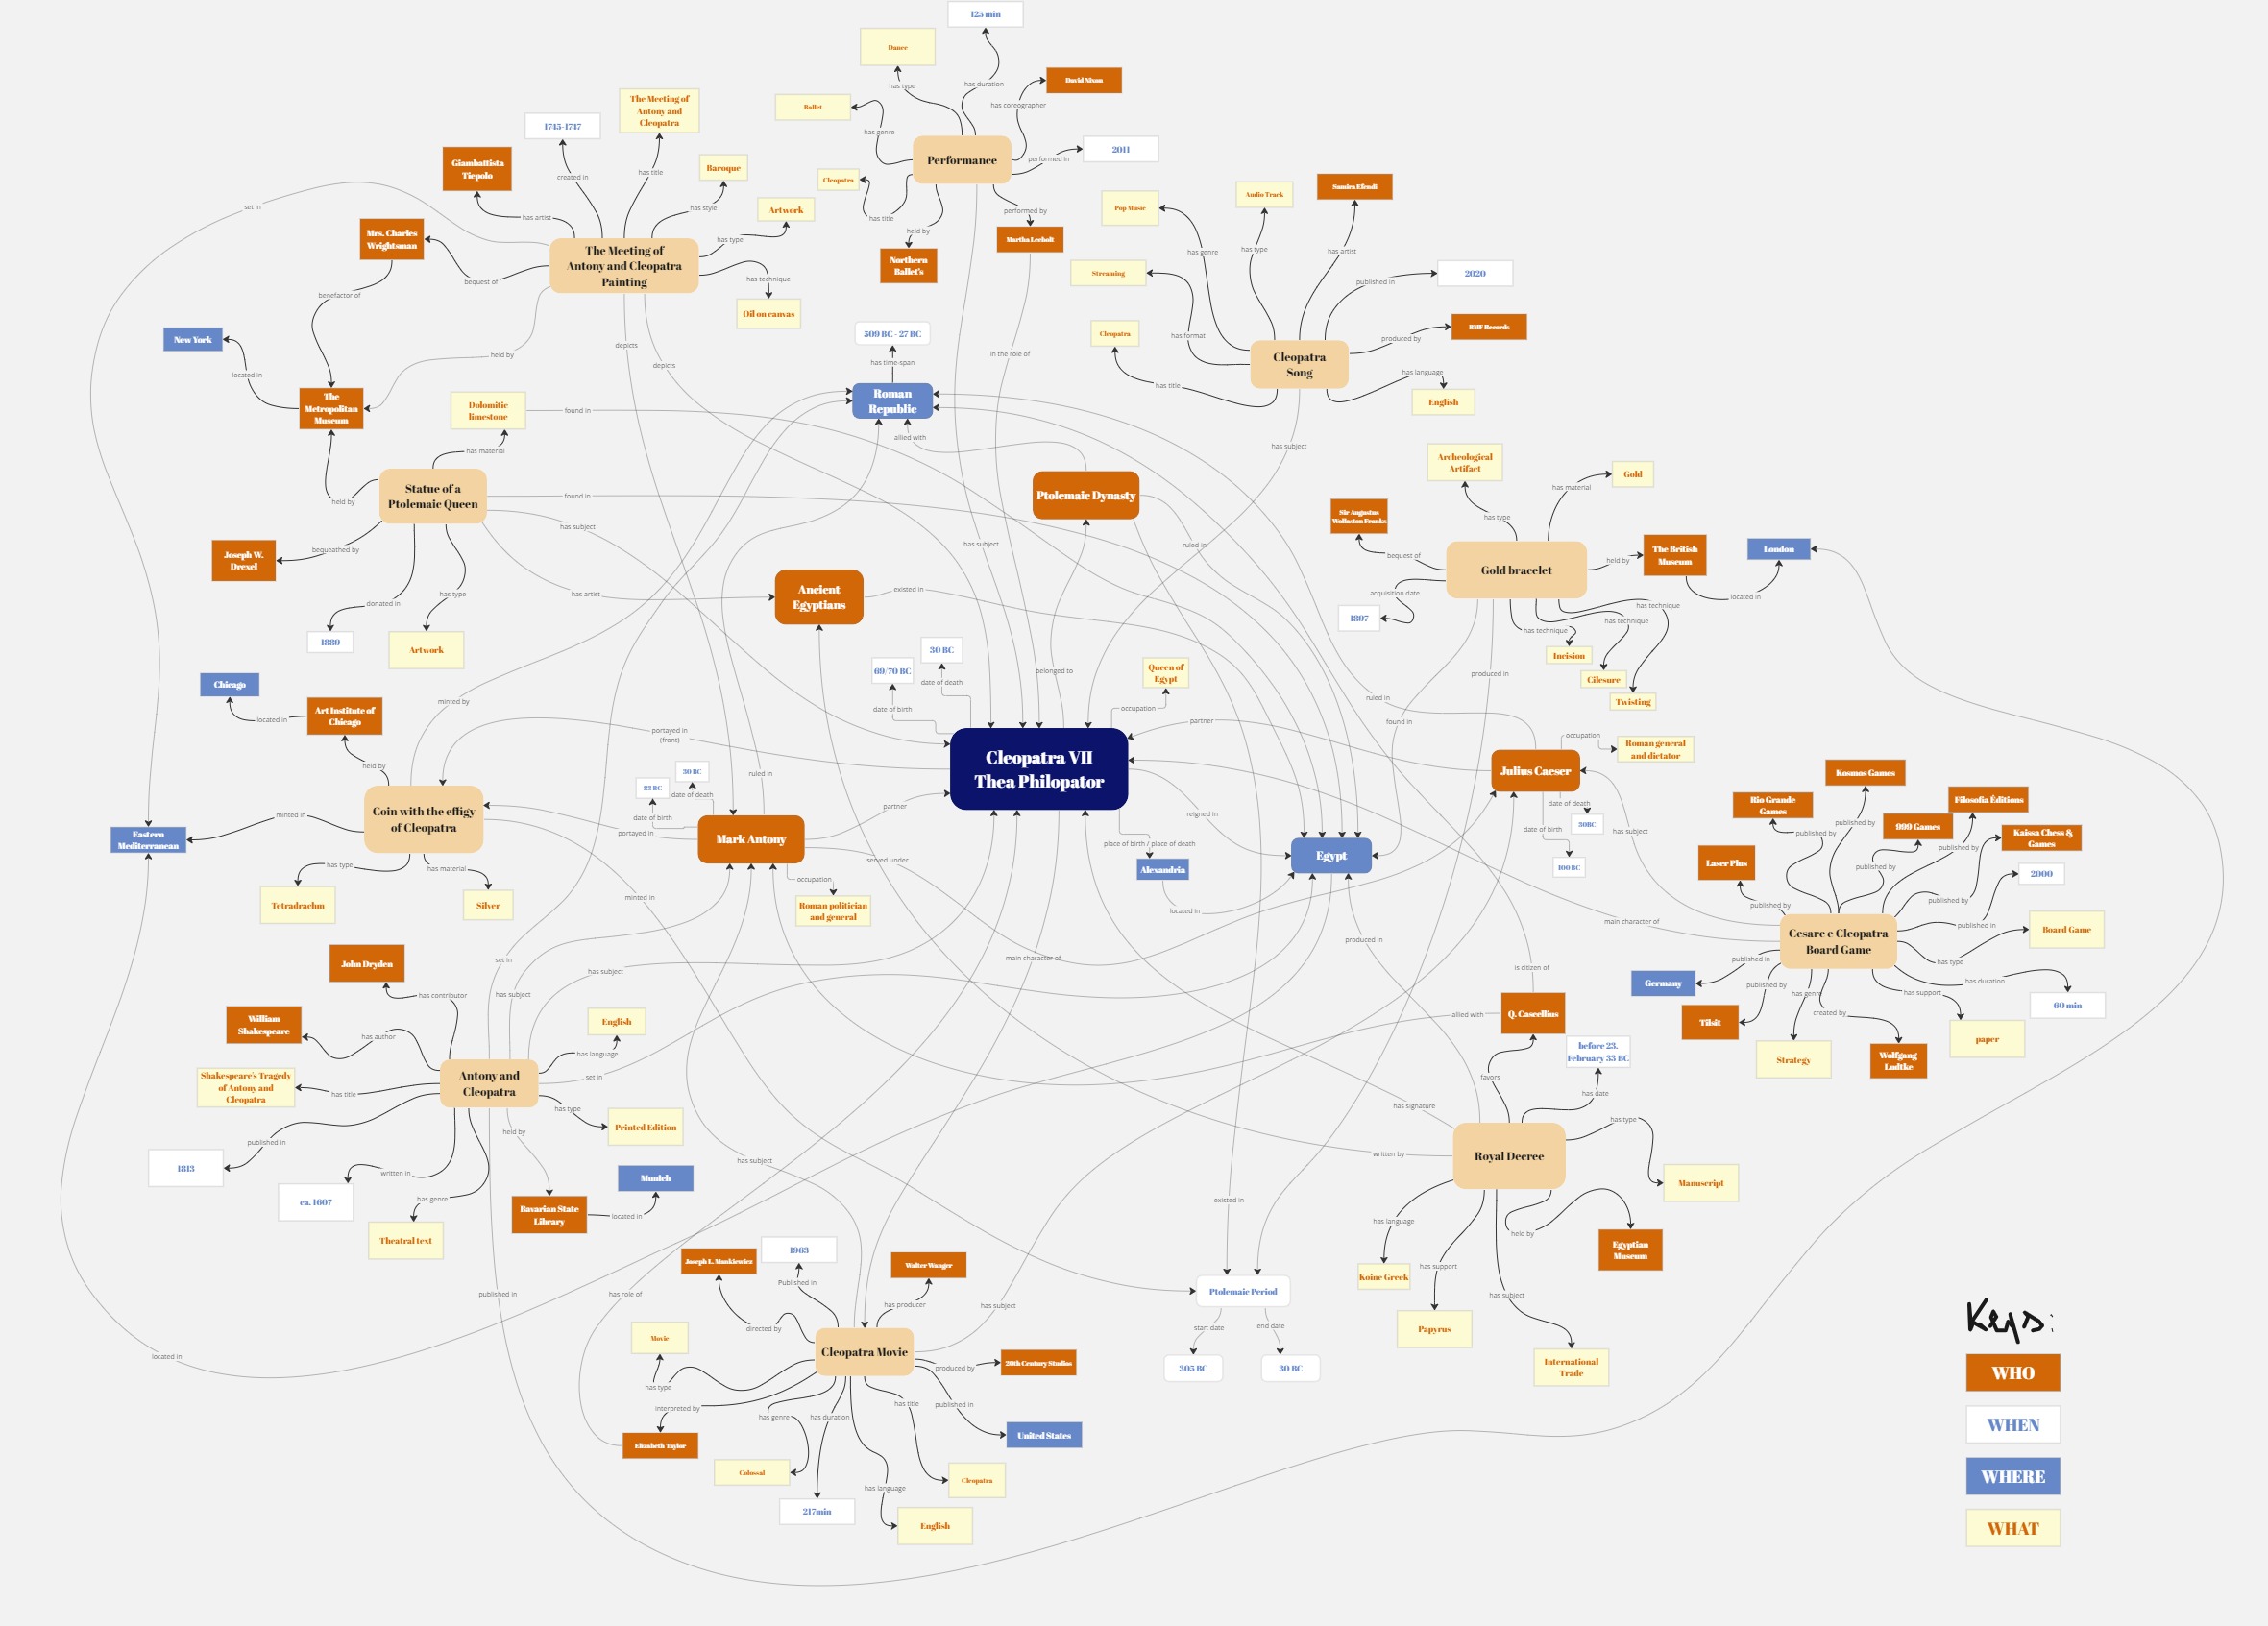 125 min
Dance
has type
has duration
David Nixon
has coreographer
Ballet
has genre
Performance
performed in
2011
Cleopatra
has title
held by
performed by
Northern
Ballet's
in the role of
The Meeting of
Antony and
Cleopatra
1745-1747
Giambattista
Tiepolo
created in
has title
Baroque
has style
has artist
Artwork
has type
set in
Mrs. Charles
Wrightsman
The Meeting of
Antony and Cleopatra
Painting
bequest of
has technique
Oil on canvas
benefactor of
New York
located in
held by
depicts
depicts
The
Metropolitan
Museum
Samira Efendi
Audio Track
Pop Music
has genre
has type
has artist
Streaming
2020
published in
has format
produced by
BMF Records
Cleopatra
has title
Cleopatra
Song
has language
English
has subject
509 BC - 27 BC
has time-span
Roman
Republic
allied with
Dolomitic
limestone
found in
has material
Statue of a
Ptolemaic Queen
held by
found in
has subject
Joseph W.
Drexel
bequeathed by
has artist
donated in
has type
1889
Artwork
Ptolemaic Dynasty
ruled in
has subject
Ancient
Egyptians
existed in
belonged to
Archeological
Artifact
Gold
has material
Sir Augustus
Wollaston Franks
has type
bequest of
Gold bracelet
held by
The British
Museum
London
located in
acquisition date
1897
has technique
has technique
has technique
Incision
Cilesure
Twisting
produced in
found in
Chicago
located in
Art Institute of
Chicago
minted by
held by
portayed in
(front)
Coin with the effigy
of Cleopatra
minted in
Eastern
Mediterranean
has type
has material
Tetradrachm
Silver
portayed in
minted in
69/70 BC
30 BC
date of death
date of birth
Queen of
Egypt
occupation
Cleopatra VII
Thea Philopator
partner
reigned in
place of birth / place of death
Alexandria
located in
Egypt
ruled in
30 BC
83 BC
date of death
date of birth
ruled in
Mark Antony
partner
served under
occupation
Roman politician
and general
ruled in
Julius Caeser
occupation
Roman general
and dictator
date of death
30BC
date of birth
100 BC
has subject
Kosmos Games
Rio Grande
Games
Filosofia Éditions
999 Games
Kaissa Chess &
Games
Laser Plus
published by
published by
published by
published by
published by
published by
2000
published in
Cesare e Cleopatra
Board Game
Board Game
has type
has duration
60 min
main character of
published in
Germany
published by
Tilsit
has genre
Strategy
created by
Wolfgang
Ludtke
has support
paper
John Dryden
has contributor
William
Shakespeare
has author
Shakespeare's Tragedy
of Antony and
Cleopatra
has title
Antony and
Cleopatra
set in
has subject
has subject
English
has language
set in
has type
Printed Edition
published in
1813
written in
ca. 1607
has genre
Theatral text
held by
Bavarian State
Library
Munich
located in
published in
located in
main character of
produced in
is citizen of
Q. Cascellius
allied with
before 23.
February 33 BC
favors
has date
has signature
Royal Decree
written by
has type
Manuscript
held by
Egyptian
Museum
has language
Koine Greek
has support
Papyrus
has subject
International
Trade
existed in
Ptolemaic Period
start date
end date
305 BC
30 BC
has subject
has role of
Joseph L. Mankiewicz
1963
Published in
Walter Wanger
has producer
directed by
Movie
has type
Cleopatra Movie
has subject
produced by
20th Century Studios
published in
United States
interpreted by
Elizabeth Taylor
has genre
Colossal
has duration
217min
has title
Cleopatra
has language
English
Keys:
WHO
WHEN
WHERE
WHAT